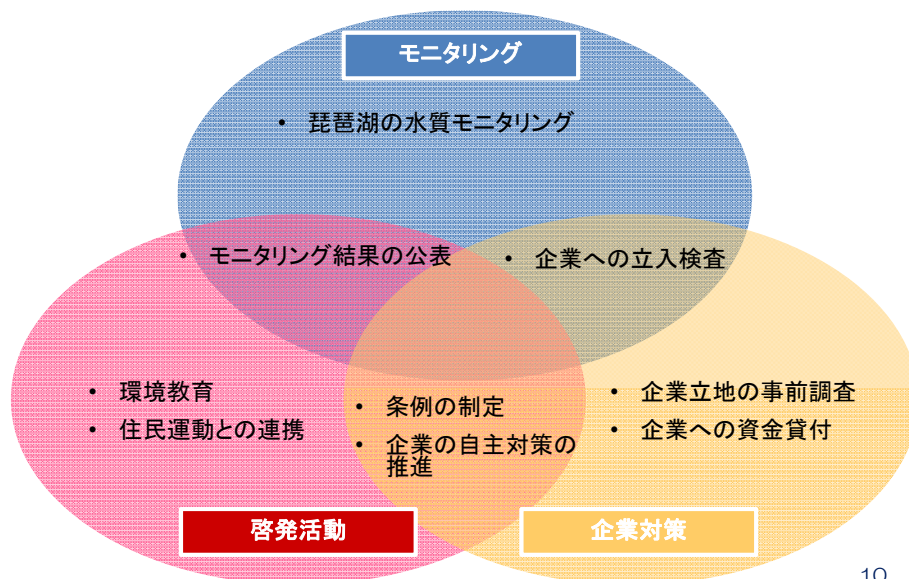 モニタリング
• 琵琶湖の水質モニタリング
• モニタリング結果の公表
• 企業への立入検査
• 環境教育
• 住民運動との連携
• 条例の制定
• 企業の自主対策の
推進
• 企業立地の事前調査
• 企業への資金貸付
啓発活動
企業対策
10